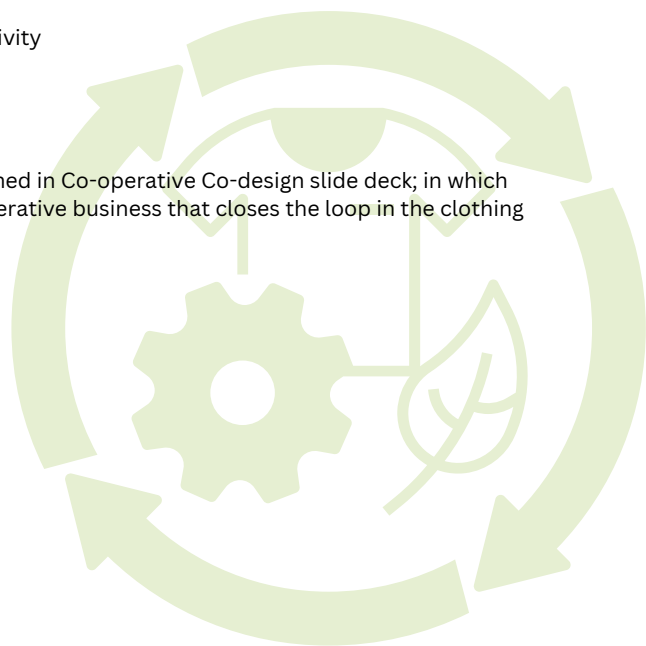 ivity
ned in Co-operative Co-design slide deck; in which
erative business that closes the loop in the clothing